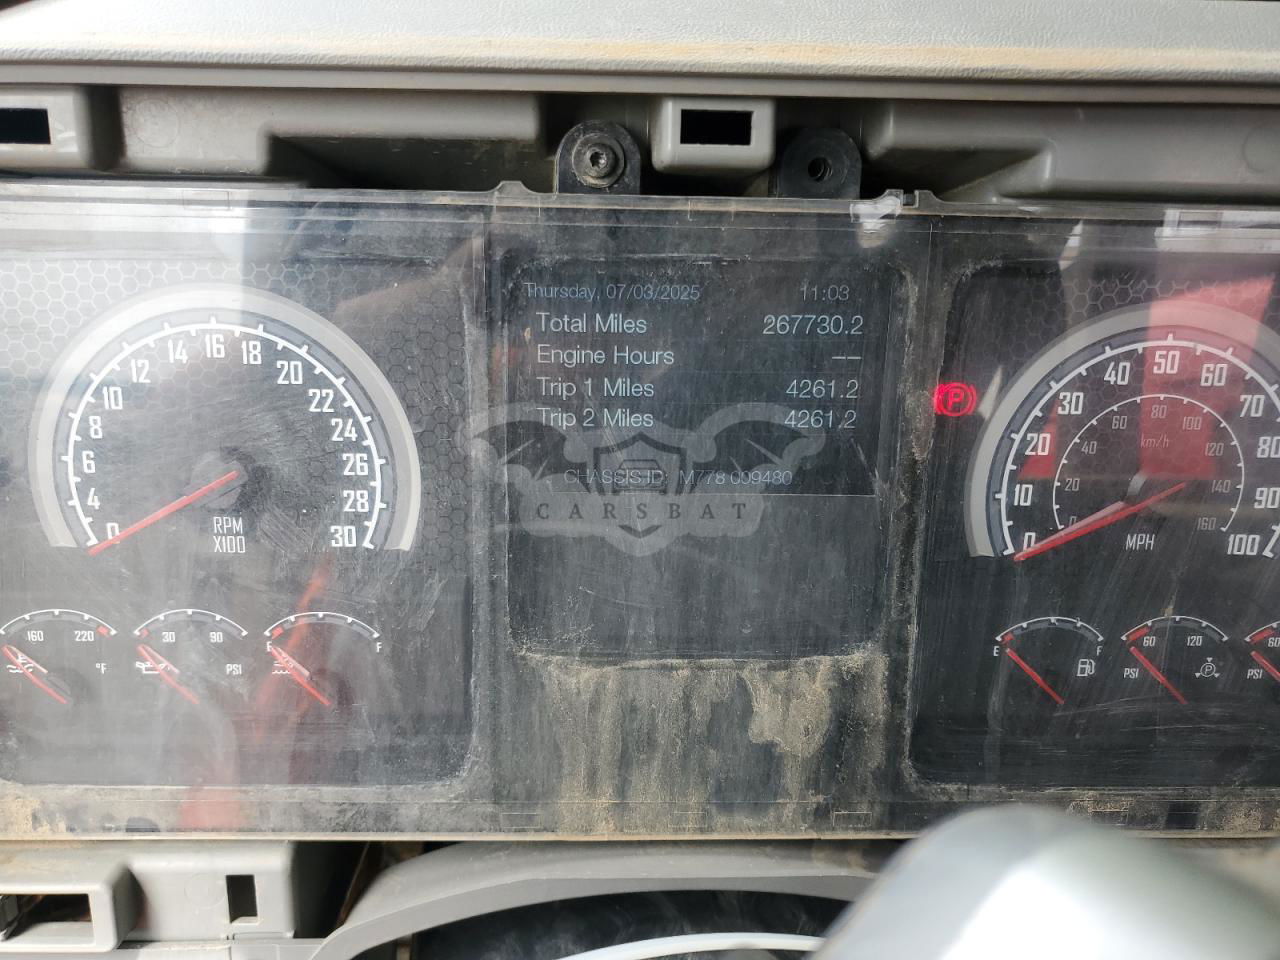 Thursday, 07/03/2025 11:03
Total Miles 267730.2
Engine Hours ––
Trip 1 Miles 4261.2
Trip 2 Miles 4261.2
CHASSIS ID: M778 009480
CARSBAT
0 4 6 8 10 12 14 16 18 20 22 24 26 28 30
RPM
X100
P
0 10 20 30 40 50 60 70 80 90 100
0 20 40 60 80 100 120 140 160
km/h
MPH
160 220
°F
30 90
PSI
E F
E F
60 120
PSI
P
60
PSI